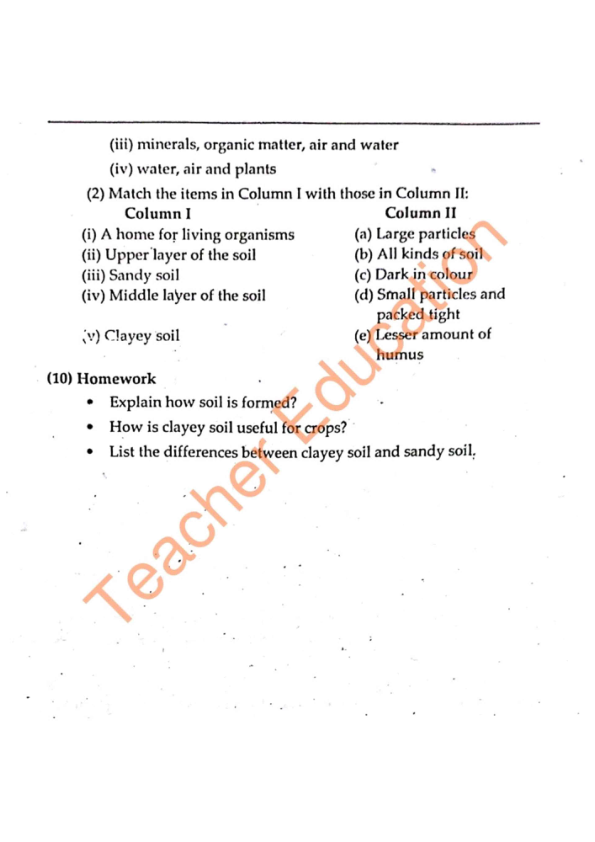 (iii) minerals, organic matter, air and water
(iv) water, air and plants
(2) Match the items in Column I with those in Column II:
Column I Column II
(i) A home for living organisms (a) Large particles
(ii) Upper layer of the soil (b) All kinds of soil
(iii) Sandy soil (c) Dark in colour
(iv) Middle layer of the soil (d) Small particles and
packed tight
(v) Clayey soil (e) Lesser amount of
humus
(10) Homework
• Explain how soil is formed?
• How is clayey soil useful for crops?
• List the differences between clayey soil and sandy soil.
Teacher Education